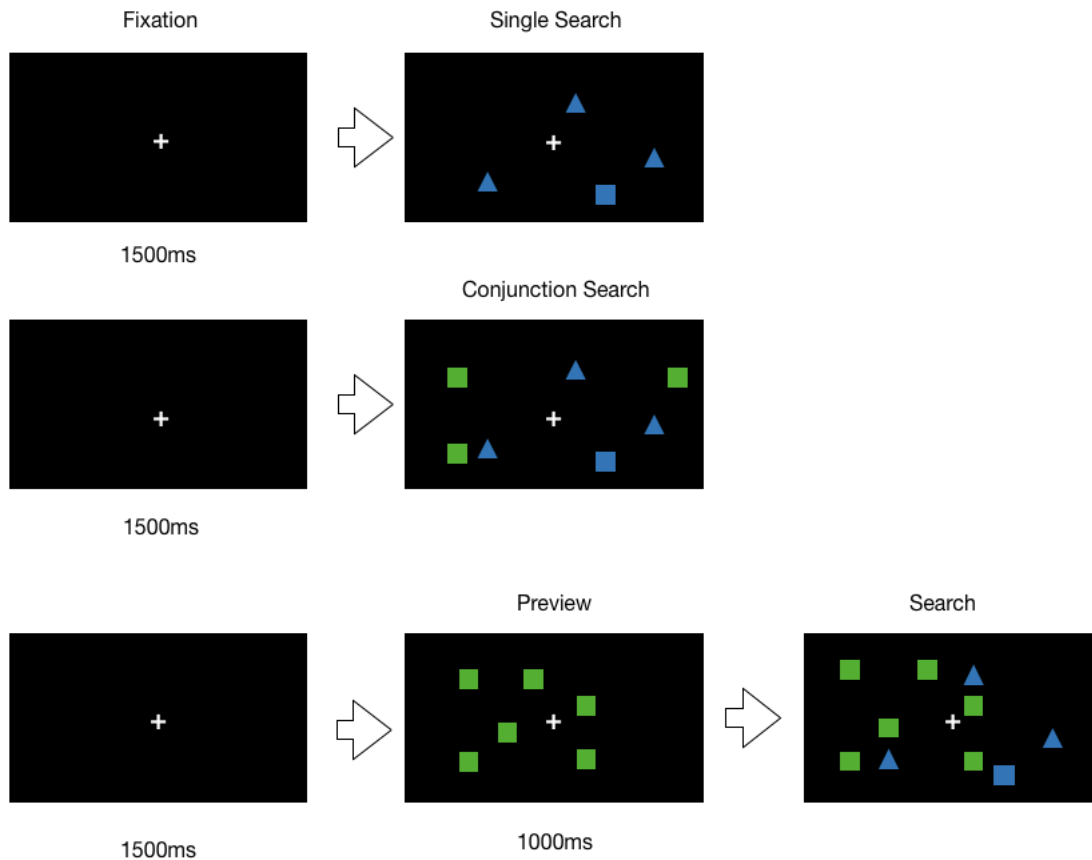 Fixation
Single Search
1500ms
Conjunction Search
1500ms
Preview
Search
1500ms
1000ms